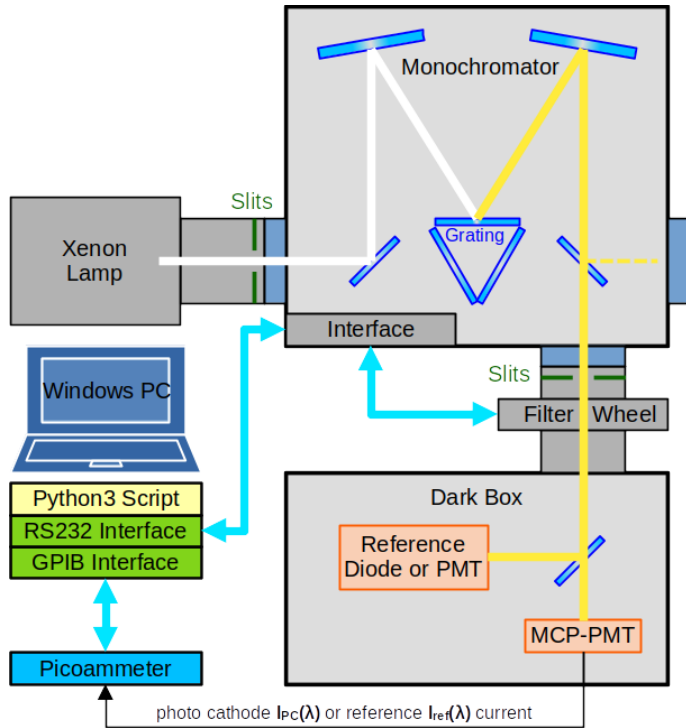 Monochromator
Slits
Xenon
Lamp
Grating
Interface
Slits
Windows PC
Filter Wheel
Python3 Script
RS232 Interface
GPIB Interface
Dark Box
Reference
Diode or PMT
MCP-PMT
Picoammeter
photo cathode IPC(λ) or reference Iref(λ) current